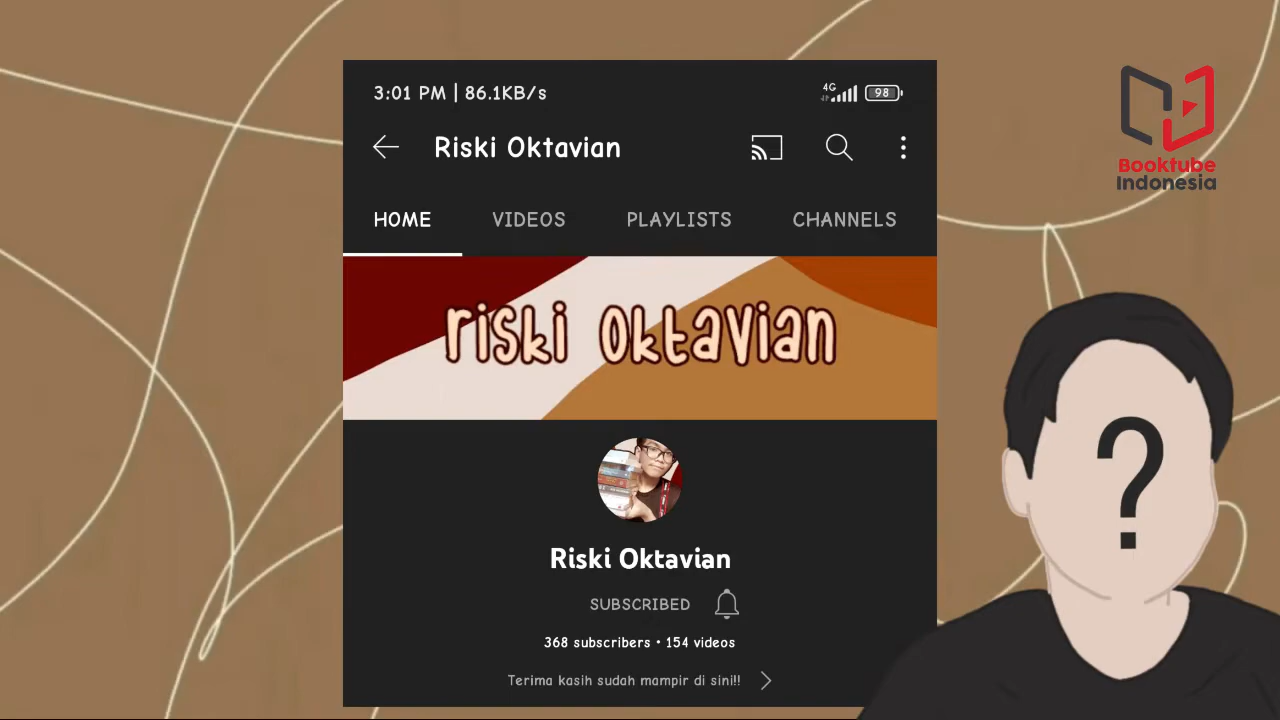 3:01 PM | 86.1KB/s
4G
98
Riski Oktavian
HOME VIDEOS PLAYLISTS CHANNELS
riski oktavian
Riski Oktavian
SUBSCRIBED
368 subscribers • 154 videos
Terima kasih sudah mampir di sini!!
Booktube
Indonesia
?